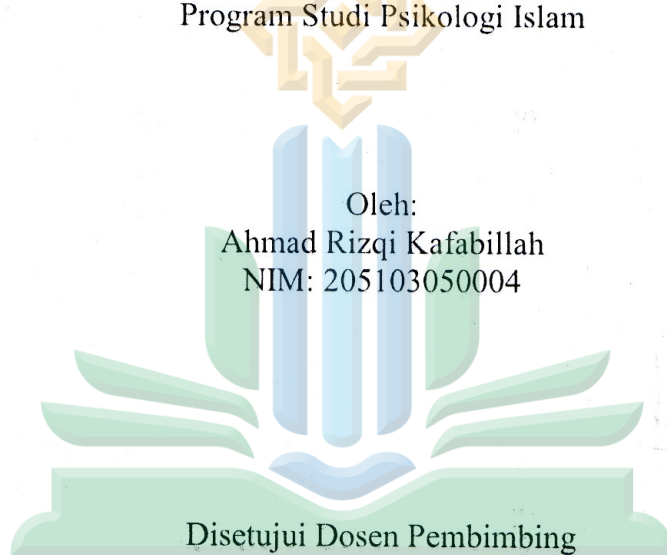 Program Studi Psikologi Islam
Oleh:
Ahmad Rizqi Kafabillah
NIM: 205103050004
Disetujui Dosen Pembimbing